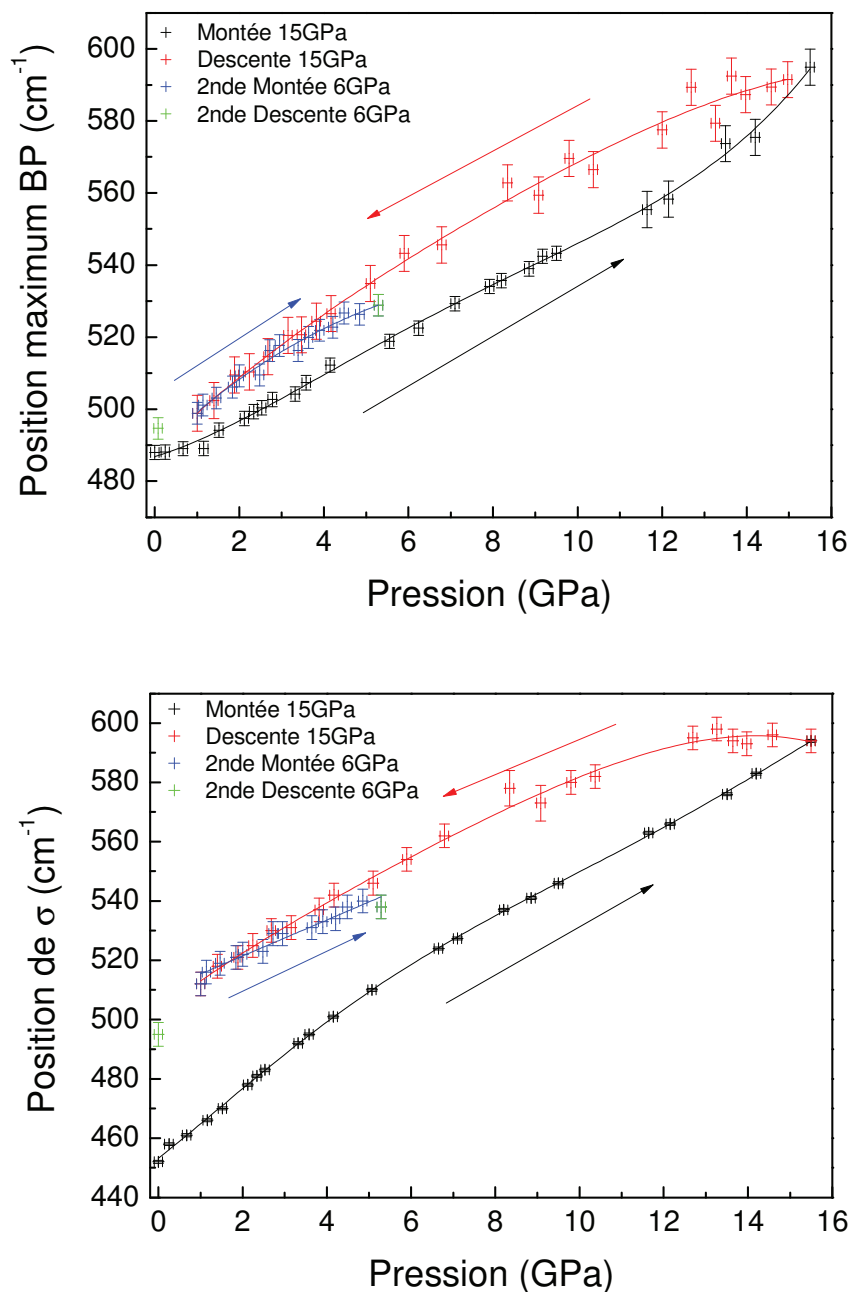 600
580
560
540
520
500
480
Position maximum BP (cm⁻¹)
Montée 15GPa
Descente 15GPa
2nde Montée 6GPa
2nde Descente 6GPa
0 2 4 6 8 10 12 14 16
Pression (GPa)
600
580
560
540
520
500
480
460
440
Position de σ (cm⁻¹)
Montée 15GPa
Descente 15GPa
2nde Montée 6GPa
2nde Descente 6GPa
0 2 4 6 8 10 12 14 16
Pression (GPa)